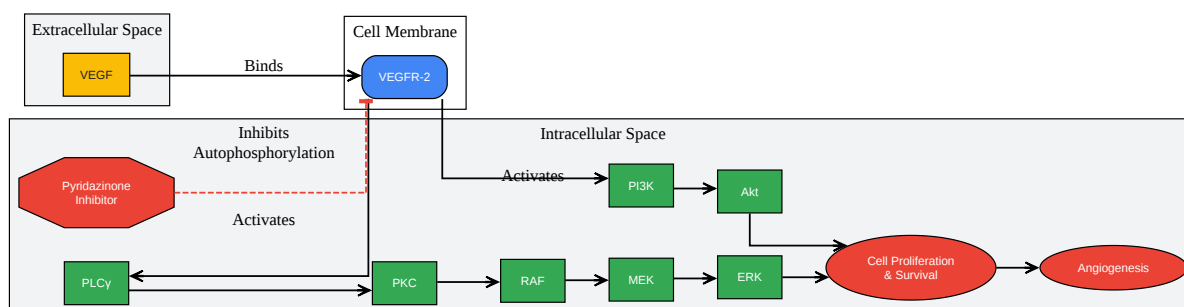 Extracellular Space
Cell Membrane
VEGF
Binds
VEGFR-2
Inhibits
Autophosphorylation
Intracellular Space
Pyridazinone
Inhibitor
Activates
PI3K
Akt
Activates
PLCγ
PKC
RAF
MEK
ERK
Cell Proliferation
& Survival
Angiogenesis